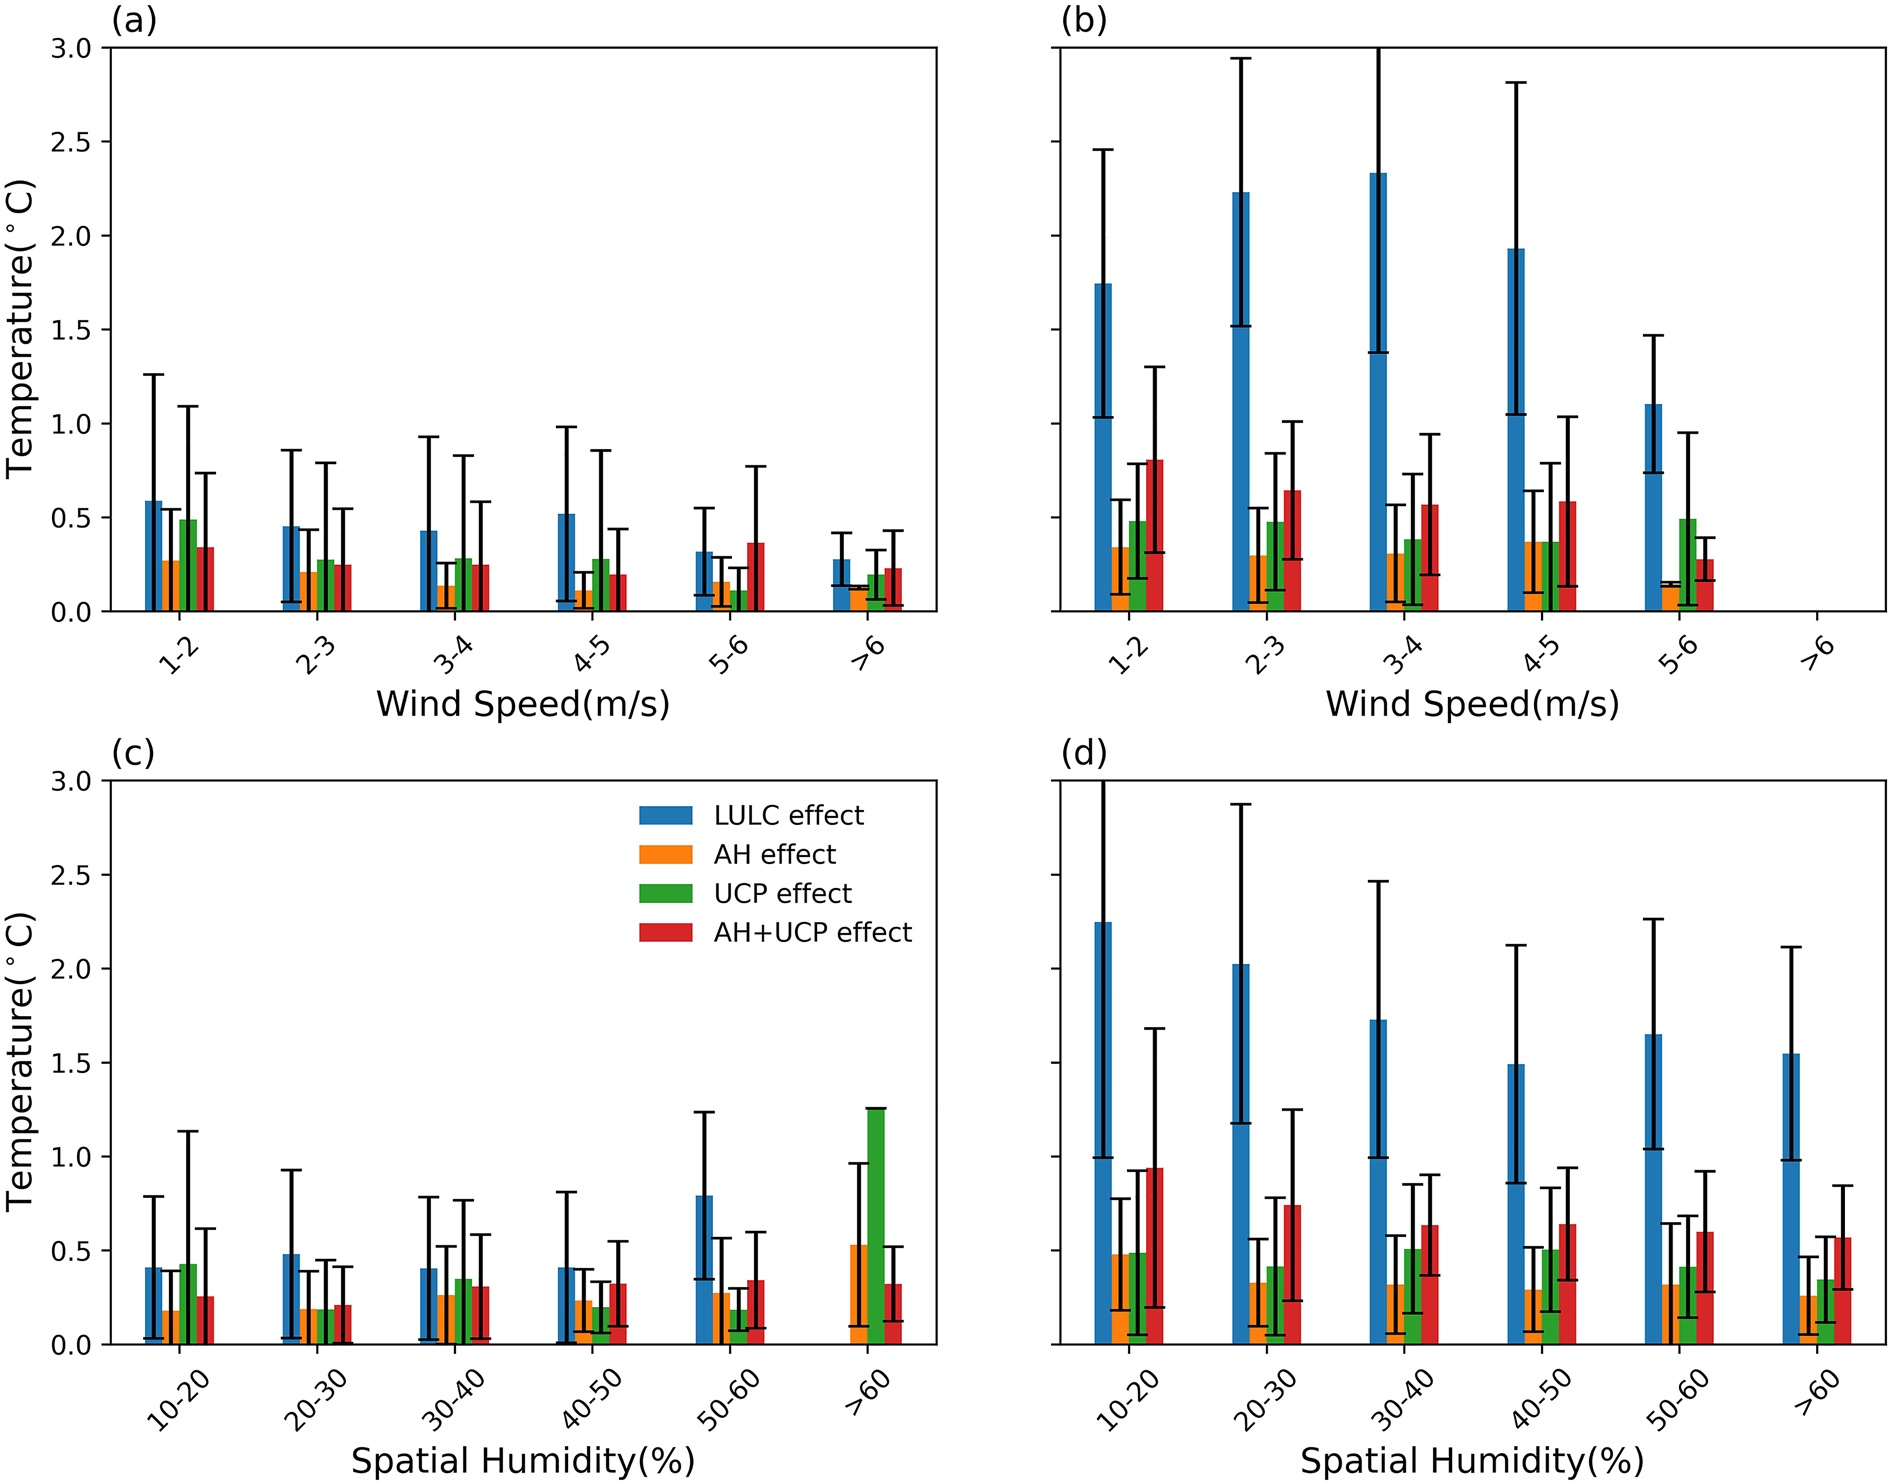 (a)
3.0
2.5
2.0
1.5
1.0
0.5
0.0
Temperature(°C)
1-2
2-3
3-4
4-5
5-6
>6
Wind Speed(m/s)
(b)
1-2
2-3
3-4
4-5
5-6
>6
Wind Speed(m/s)
(c)
3.0
2.5
2.0
1.5
1.0
0.5
0.0
Temperature(°C)
LULC effect
AH effect
UCP effect
AH+UCP effect
10-20
20-30
30-40
40-50
50-60
>60
Spatial Humidity(%)
(d)
10-20
20-30
30-40
40-50
50-60
>60
Spatial Humidity(%)